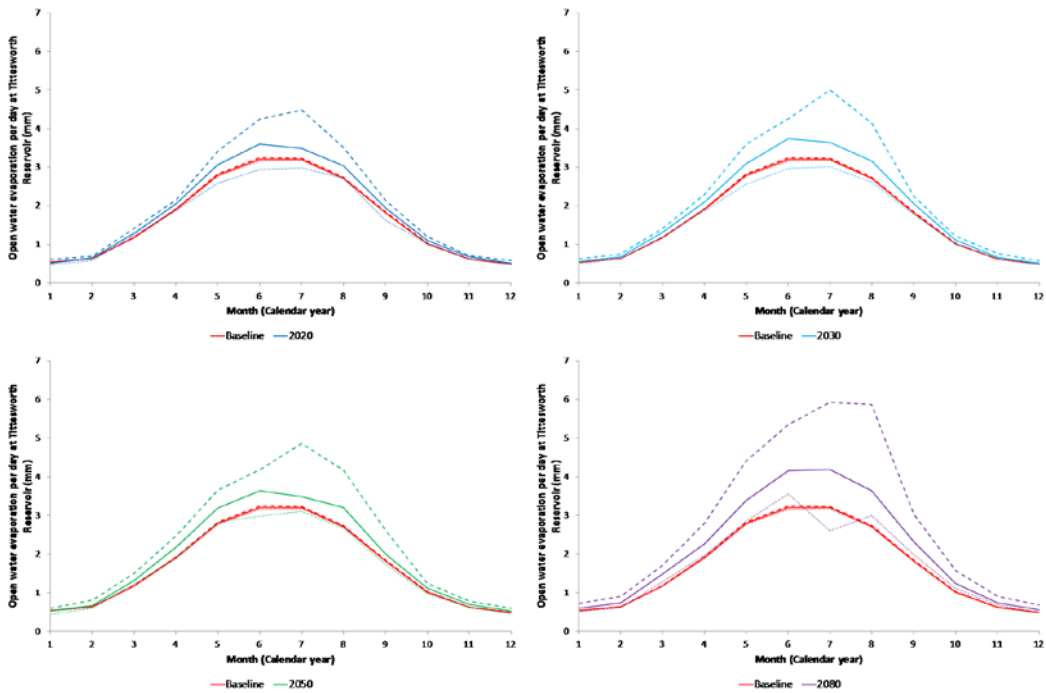 Open water evaporation per day at Tittesworth
Reservoir (mm)
7
6
5
4
3
2
1
0
1 2 3 4 5 6 7 8 9 10 11 12
Month (Calendar year)
Baseline 2020
Open water evaporation per day at Tittesworth
Reservoir (mm)
7
6
5
4
3
2
1
0
1 2 3 4 5 6 7 8 9 10 11 12
Month (Calendar year)
Baseline 2030
Open water evaporation per day at Tittesworth
Reservoir (mm)
7
6
5
4
3
2
1
0
1 2 3 4 5 6 7 8 9 10 11 12
Month (Calendar year)
Baseline 2050
Open water evaporation per day at Tittesworth
Reservoir (mm)
7
6
5
4
3
2
1
0
1 2 3 4 5 6 7 8 9 10 11 12
Month (Calendar year)
Baseline 2080